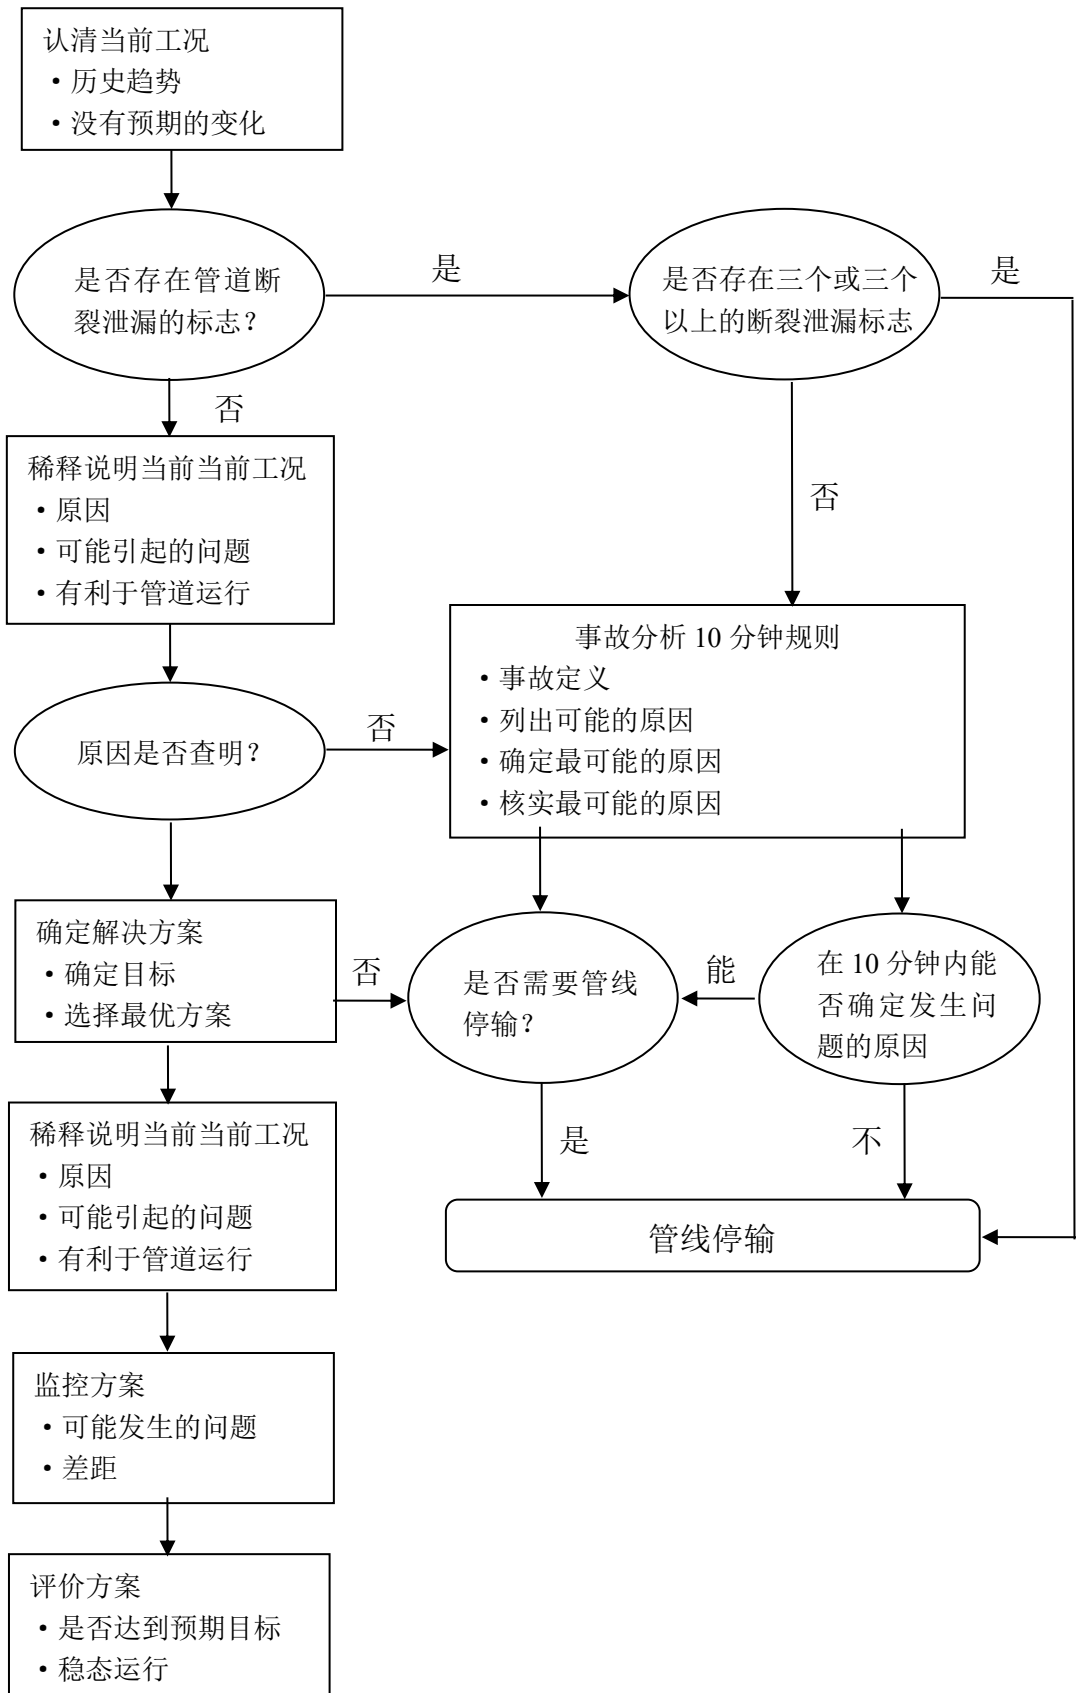 认清当前工况
·历史趋势
·没有预期的变化
是否存在管道断
裂泄漏的标志？
是
是否存在三个或三个
以上的断裂泄漏标志
是
否
稀释说明当前当前工况
·原因
·可能引起的问题
·有利于管道运行
否
事故分析 10 分钟规则
·事故定义
·列出可能的原因
·确定最可能的原因
·核实最可能的原因
原因是否查明？
否
确定解决方案
·确定目标
·选择最优方案
否
是否需要管线
停输？
能
在 10 分钟内能
否确定发生问
题的原因
稀释说明当前当前工况
·原因
·可能引起的问题
·有利于管道运行
是
不
管线停输
监控方案
·可能发生的问题
·差距
评价方案
·是否达到预期目标
·稳态运行